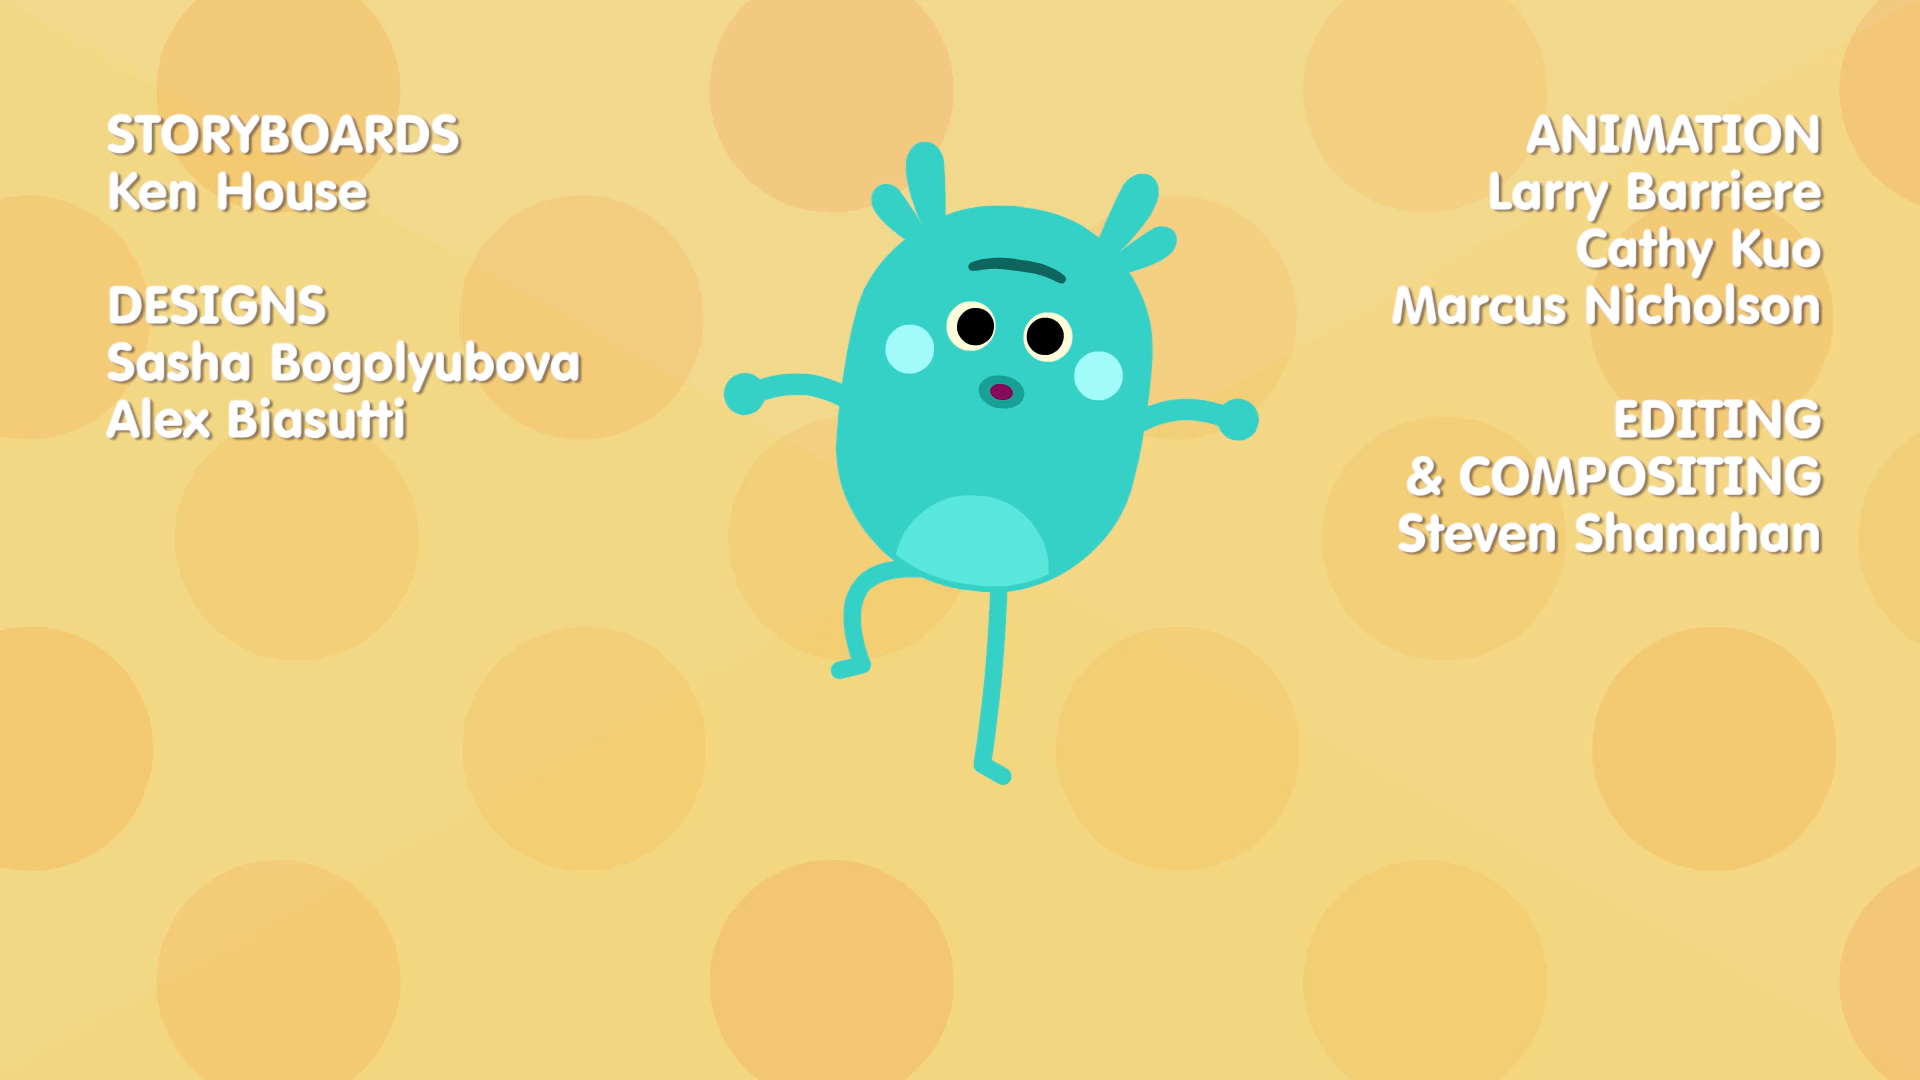 STORYBOARDS
Ken House
DESIGNS
Sasha Bogolyubova
Alex Biasutti
ANIMATION
Larry Barriere
Cathy Kuo
Marcus Nicholson
EDITING
& COMPOSITING
Steven Shanahan